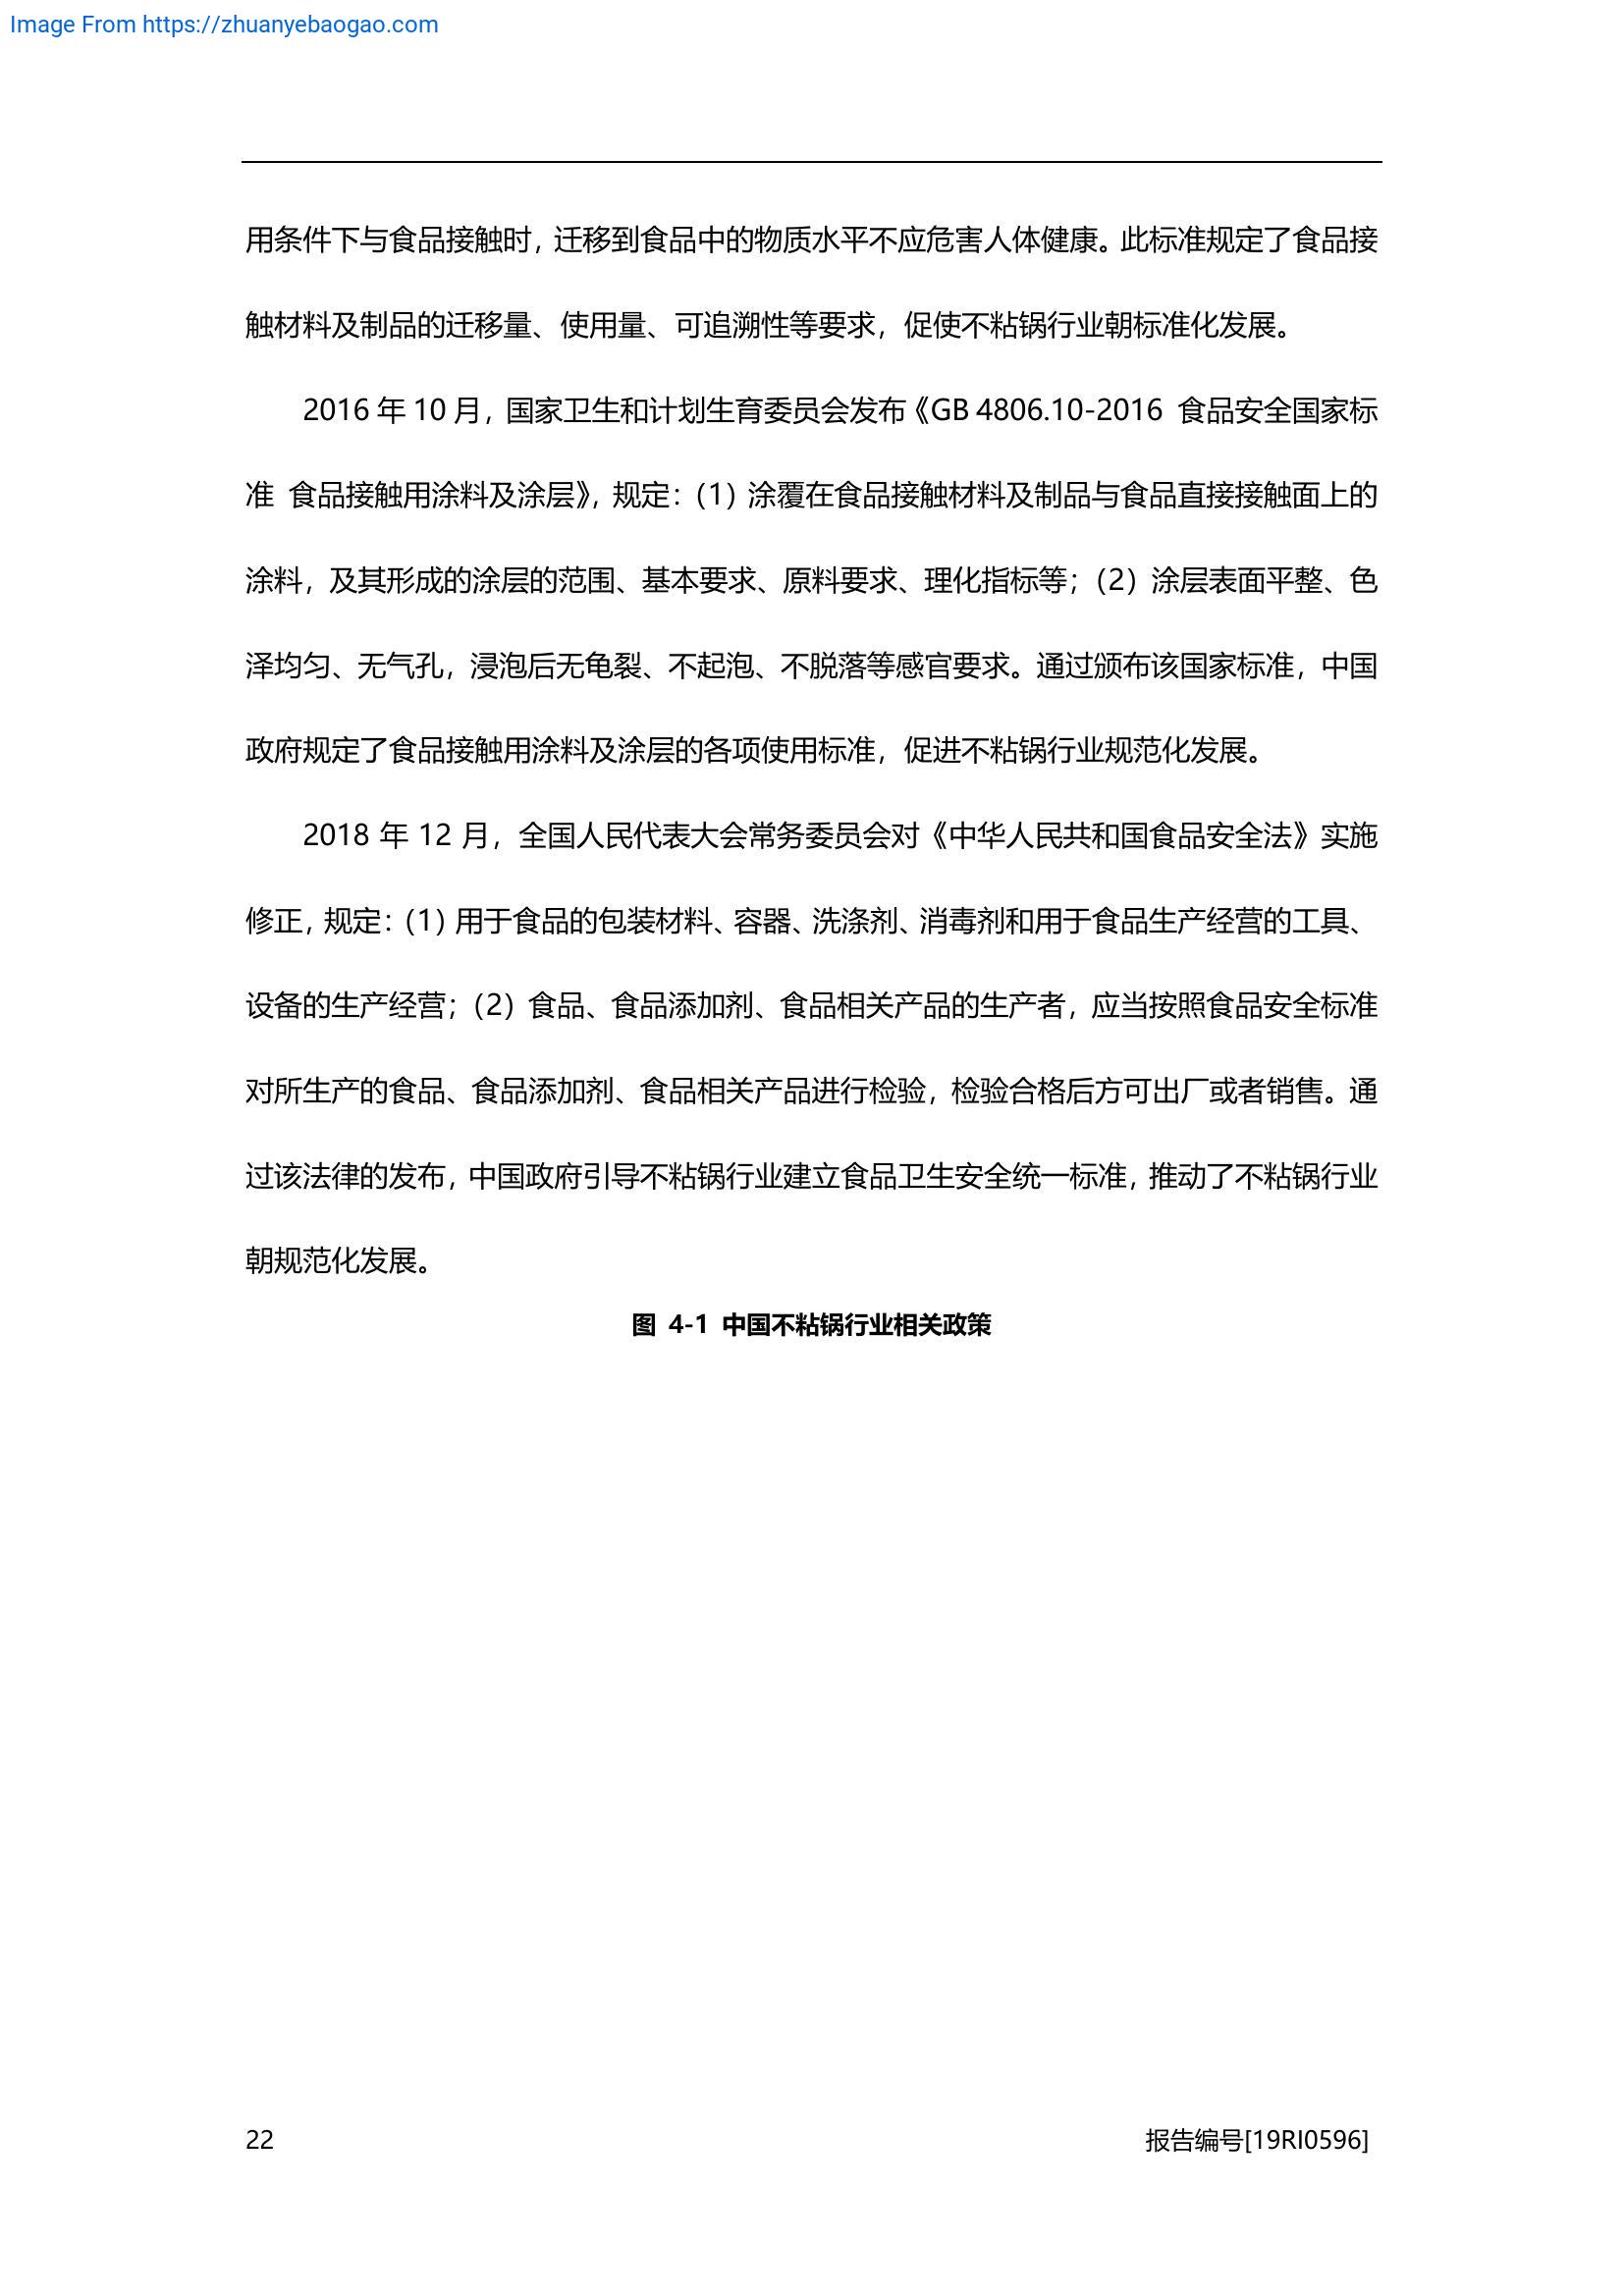 Image From https://zhuanyebaogao.com
用条件下与食品接触时，迁移到食品中的物质水平不应危害人体健康。此标准规定了食品接
触材料及制品的迁移量、使用量、可追溯性等要求，促使不粘锅行业朝标准化发展。
2016 年 10 月，国家卫生和计划生育委员会发布《GB 4806.10-2016 食品安全国家标
准 食品接触用涂料及涂层》，规定：（1）涂覆在食品接触材料及制品与食品直接接触面上的
涂料，及其形成的涂层的范围、基本要求、原料要求、理化指标等；（2）涂层表面平整、色
泽均匀、无气孔，浸泡后无龟裂、不起泡、不脱落等感官要求。通过颁布该国家标准，中国
政府规定了食品接触用涂料及涂层的各项使用标准，促进不粘锅行业规范化发展。
2018 年 12 月，全国人民代表大会常务委员会对《中华人民共和国食品安全法》实施
修正，规定：（1）用于食品的包装材料、容器、洗涤剂、消毒剂和用于食品生产经营的工具、
设备的生产经营；（2）食品、食品添加剂、食品相关产品的生产者，应当按照食品安全标准
对所生产的食品、食品添加剂、食品相关产品进行检验，检验合格后方可出厂或者销售。通
过该法律的发布，中国政府引导不粘锅行业建立食品卫生安全统一标准，推动了不粘锅行业
朝规范化发展。
图 4-1 中国不粘锅行业相关政策
22
报告编号[19RI0596]